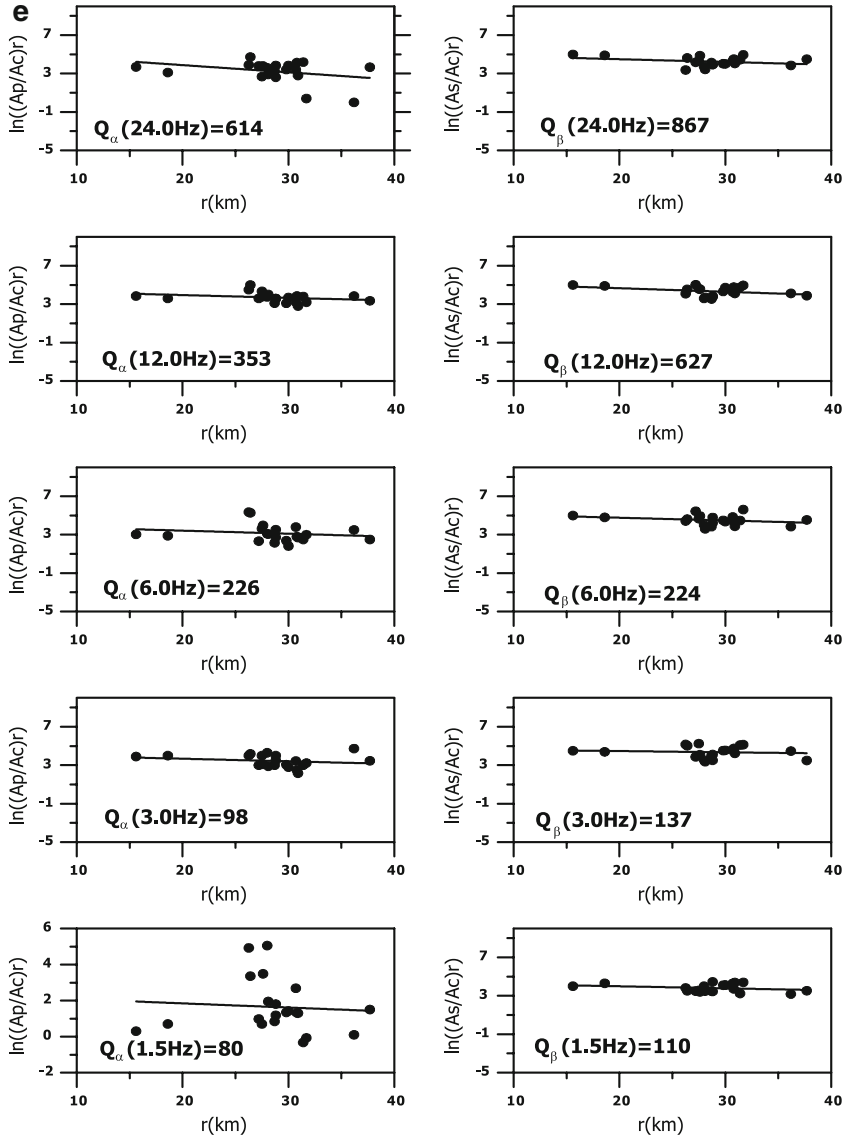 e
ln((Ap/Ac)r)
7
3
-1
-5
Qα(24.0Hz)=614
10 20 30 40
r(km)
ln((As/Ac)r)
7
3
-1
-5
Qβ(24.0Hz)=867
10 20 30 40
r(km)
ln((Ap/Ac)r)
7
3
-1
-5
Qα(12.0Hz)=353
10 20 30 40
r(km)
ln((As/Ac)r)
7
3
-1
-5
Qβ(12.0Hz)=627
10 20 30 40
r(km)
ln((Ap/Ac)r)
7
3
-1
-5
Qα(6.0Hz)=226
10 20 30 40
r(km)
ln((As/Ac)r)
7
3
-1
-5
Qβ(6.0Hz)=224
10 20 30 40
r(km)
ln((Ap/Ac)r)
7
3
-1
-5
Qα(3.0Hz)=98
10 20 30 40
r(km)
ln((As/Ac)r)
7
3
-1
-5
Qβ(3.0Hz)=137
10 20 30 40
r(km)
ln((Ap/Ac)r)
6
4
2
0
-2
Qα(1.5Hz)=80
10 20 30 40
r(km)
ln((As/Ac)r)
7
3
-1
-5
Qβ(1.5Hz)=110
10 20 30 40
r(km)